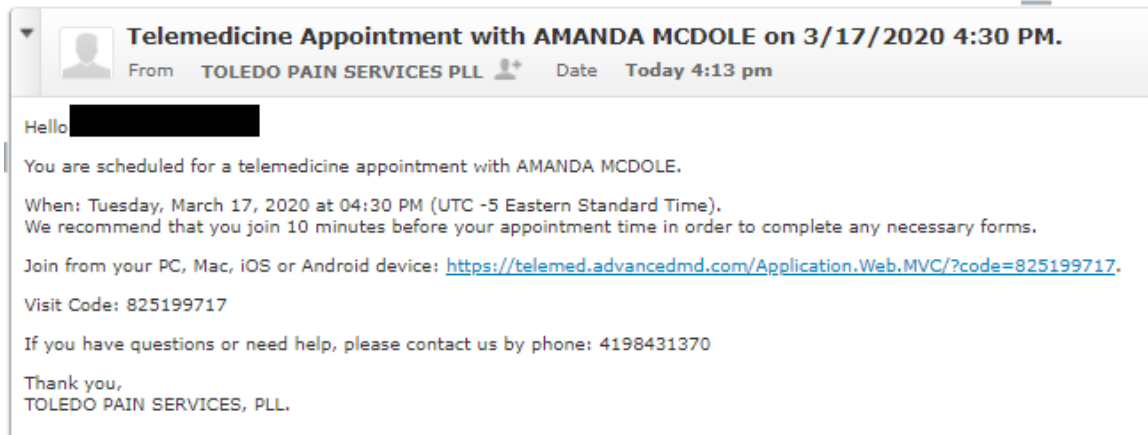 Telemedicine Appointment with AMANDA MCDOLE on 3/17/2020 4:30 PM.
From TOLEDO PAIN SERVICES PLL Date Today 4:13 pm
Hello
You are scheduled for a telemedicine appointment with AMANDA MCDOLE.
When: Tuesday, March 17, 2020 at 04:30 PM (UTC -5 Eastern Standard Time).
We recommend that you join 10 minutes before your appointment time in order to complete any necessary forms.
Join from your PC, Mac, iOS or Android device: https://telemed.advancedmd.com/Application.Web.MVC/?code=825199717.
Visit Code: 825199717
If you have questions or need help, please contact us by phone: 4198431370
Thank you,
TOLEDO PAIN SERVICES, PLL.